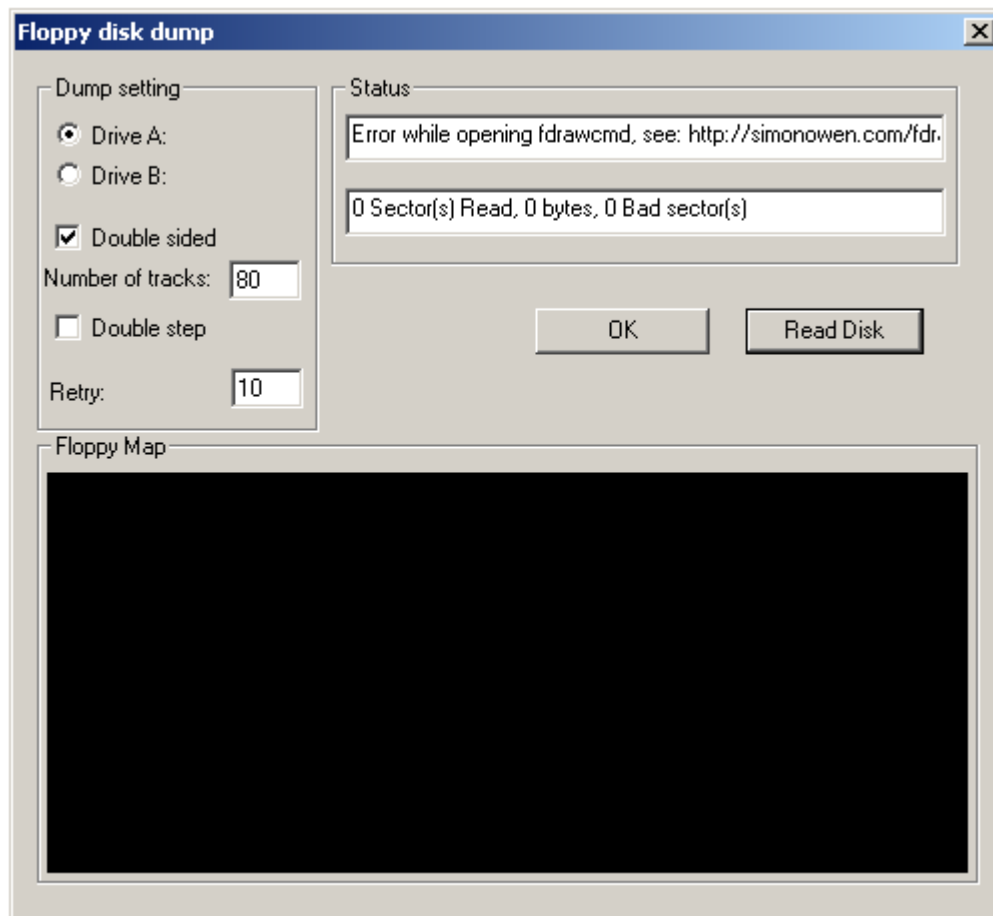 Floppy disk dump
Dump setting
Drive A:
Drive B:
Double sided
Number of tracks: 80
Double step
Retry: 10
Status
Error while opening fdrawcmd, see: http://simonowen.com/fdr
0 Sector(s) Read, 0 bytes, 0 Bad sector(s)
OK
Read Disk
Floppy Map